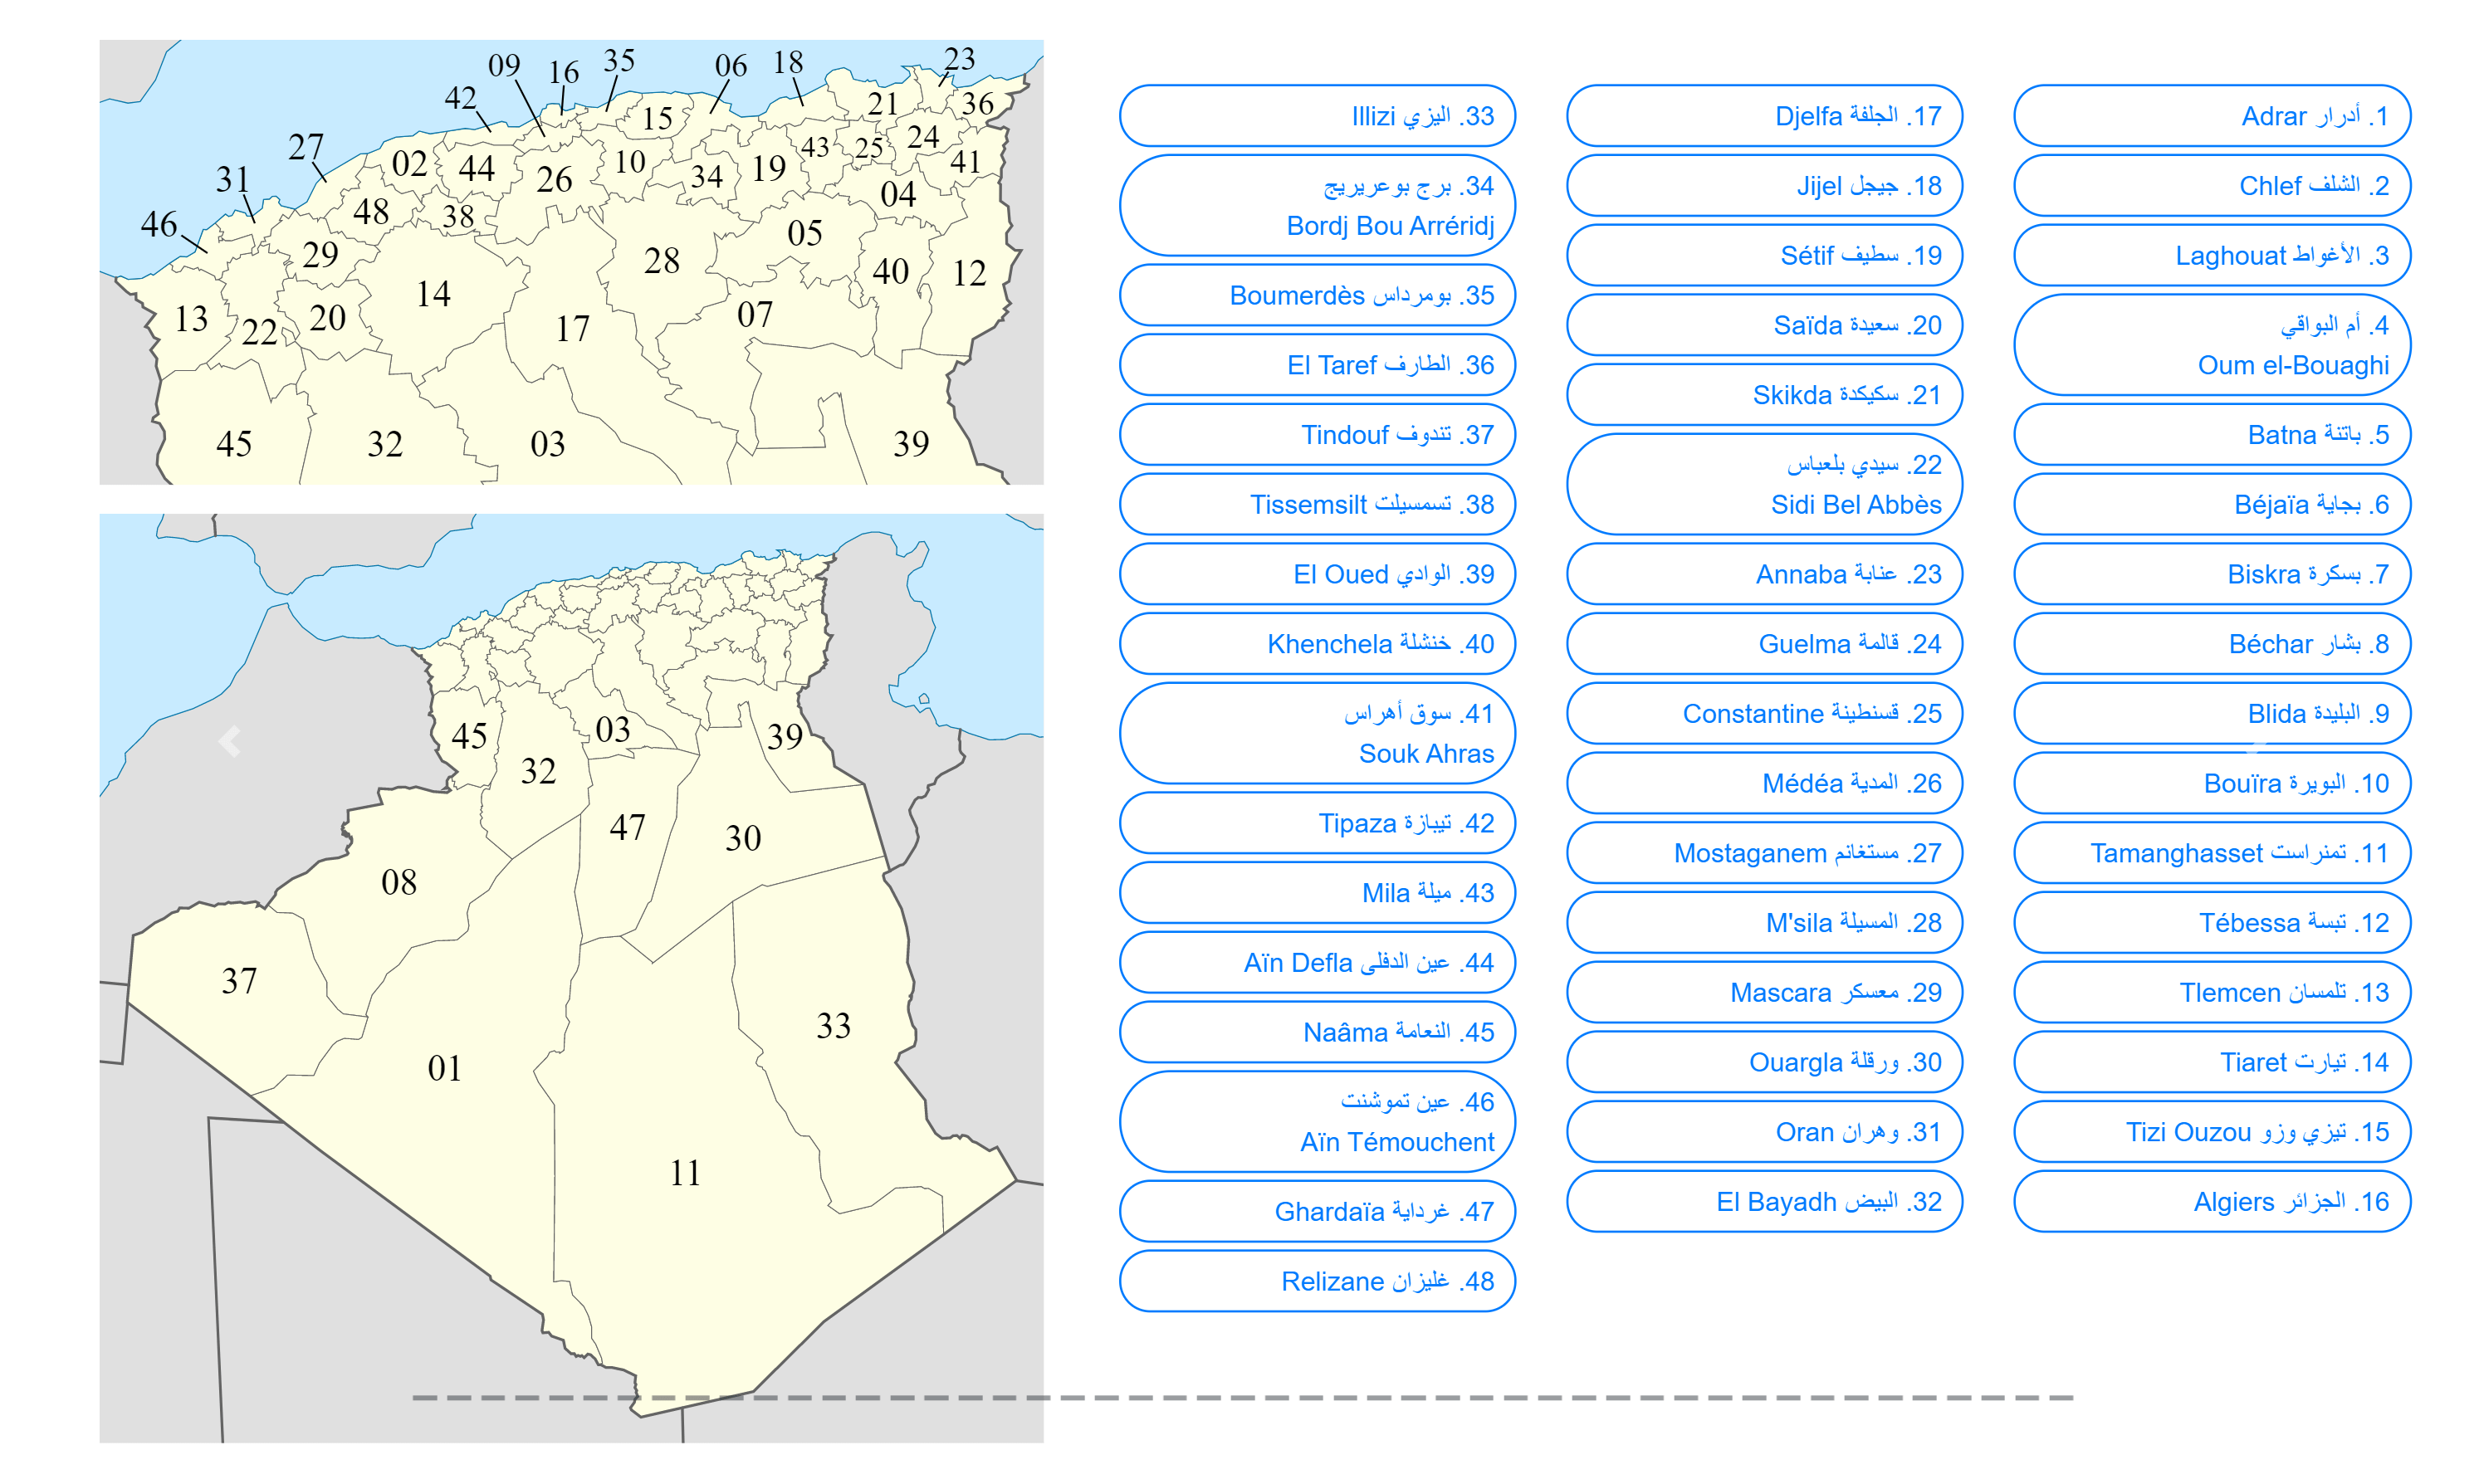 23
35
06
18
09
16
42
15
21
36
27
02
44
26
10
34
19
43
25
24
41
31
04
48
38
46
29
28
05
40
12
14
13
22
20
17
07
45
32
03
39
45
32
03
39
47
30
08
37
33
01
11
1. أدرار Adrar
2. الشلف Chlef
3. الأغواط Laghouat
4. أم البواقي
Oum el-Bouaghi
5. باتنة Batna
6. بجاية Béjaïa
7. بسكرة Biskra
8. بشار Béchar
9. البليدة Blida
10. البويرة Bouïra
11. تمنراست Tamanghasset
12. تبسة Tébessa
13. تلمسان Tlemcen
14. تيارت Tiaret
15. تيزي وزو Tizi Ouzou
16. الجزائر Algiers
17. الجلفة Djelfa
18. جيجل Jijel
19. سطيف Sétif
20. سعيدة Saïda
21. سكيكدة Skikda
22. سيدي بلعباس
Sidi Bel Abbès
23. عنابة Annaba
24. قالمة Guelma
25. قسنطينة Constantine
26. المدية Médéa
27. مستغانم Mostaganem
28. المسيلة M'sila
29. معسكر Mascara
30. ورقلة Ouargla
31. وهران Oran
32. البيض El Bayadh
33. اليزي Illizi
34. برج بوعريريج
Bordj Bou Arréridj
35. بومرداس Boumerdès
36. الطارف El Taref
37. تندوف Tindouf
38. تسمسيلت Tissemsilt
39. الوادي El Oued
40. خنشلة Khenchela
41. سوق أهراس
Souk Ahras
42. تيبازة Tipaza
43. ميلة Mila
44. عين الدفلى Aïn Defla
45. النعامة Naâma
46. عين تموشنت
Aïn Témouchent
47. غرداية Ghardaïa
48. غليزان Relizane